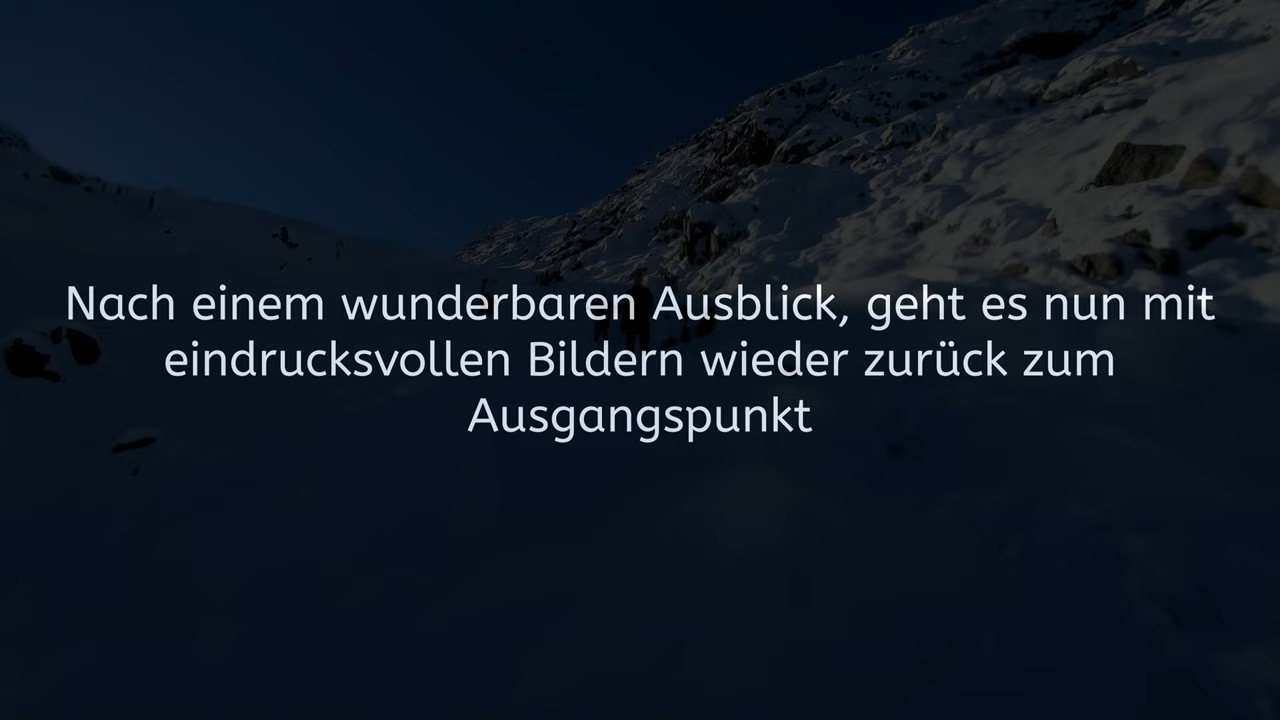 Nach einem wunderbaren Ausblick, geht es nun mit
eindrucksvollen Bildern wieder zurück zum
Ausgangspunkt